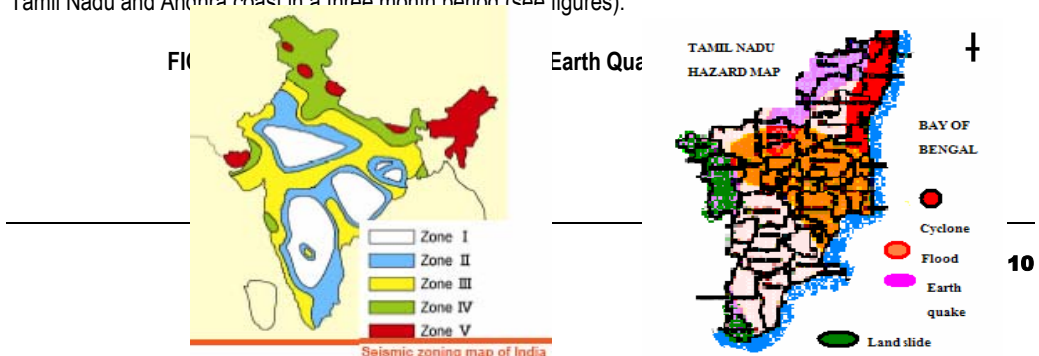 Tamil Nadu and Andhra coast in a three month period (see figures).
Earth Qua
TAMIL NADU
HAZARD MAP
BAY OF
BENGAL
Cyclone
Flood
Earth
quake
Land slide
10
Zone I
Zone II
Zone III
Zone IV
Zone V
Seismic zoning map of India